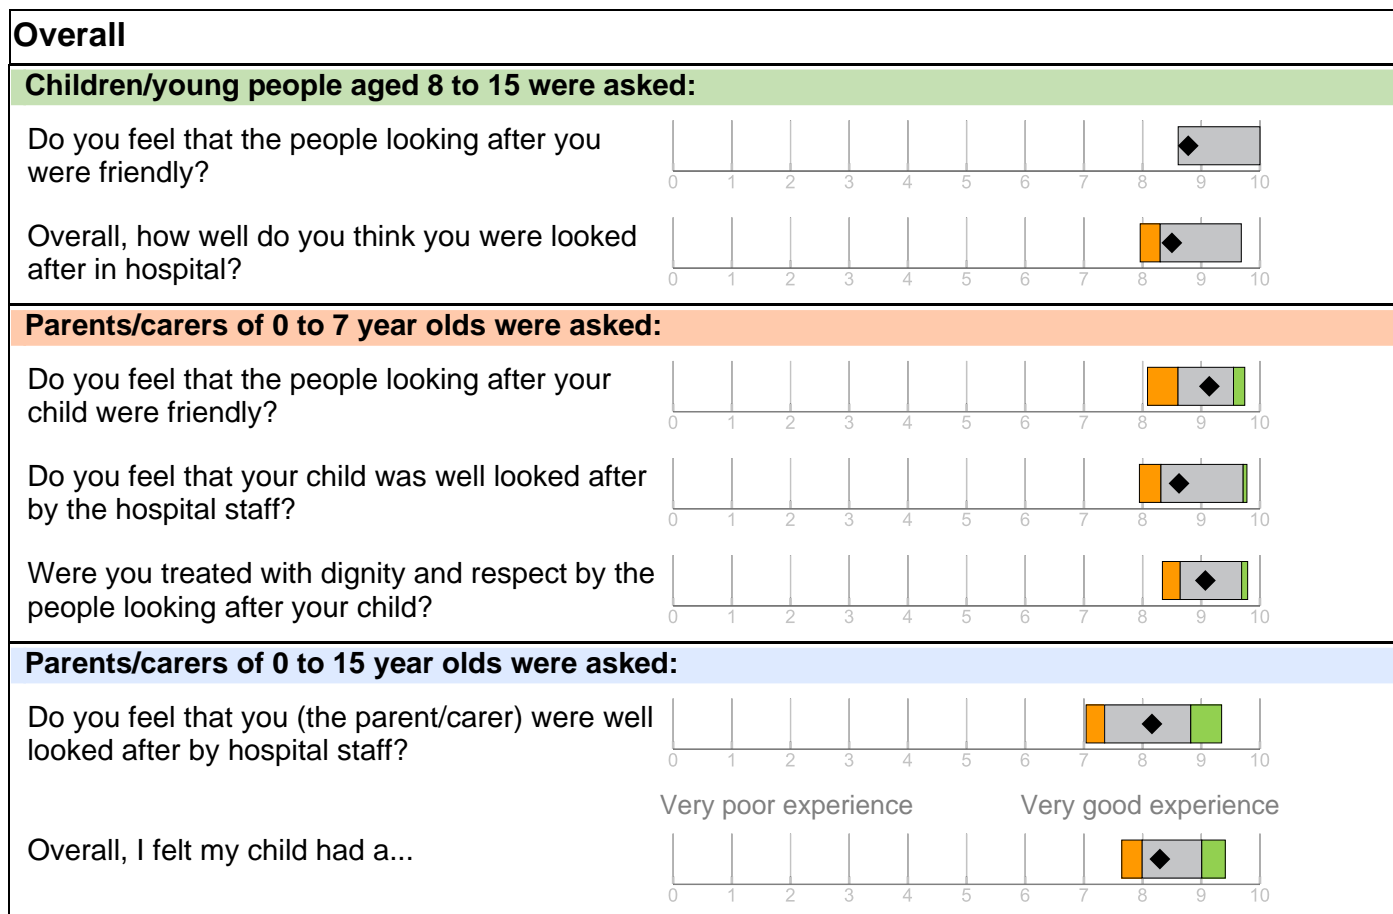 Overall
Children/young people aged 8 to 15 were asked:
Do you feel that the people looking after you
were friendly?
0 1 2 3 4 5 6 7 8 9 10
Overall, how well do you think you were looked
after in hospital?
0 1 2 3 4 5 6 7 8 9 10
Parents/carers of 0 to 7 year olds were asked:
Do you feel that the people looking after your
child were friendly?
0 1 2 3 4 5 6 7 8 9 10
Do you feel that your child was well looked after
by the hospital staff?
0 1 2 3 4 5 6 7 8 9 10
Were you treated with dignity and respect by the
people looking after your child?
0 1 2 3 4 5 6 7 8 9 10
Parents/carers of 0 to 15 year olds were asked:
Do you feel that you (the parent/carer) were well
looked after by hospital staff?
0 1 2 3 4 5 6 7 8 9 10
Very poor experience Very good experience
Overall, I felt my child had a...
0 1 2 3 4 5 6 7 8 9 10